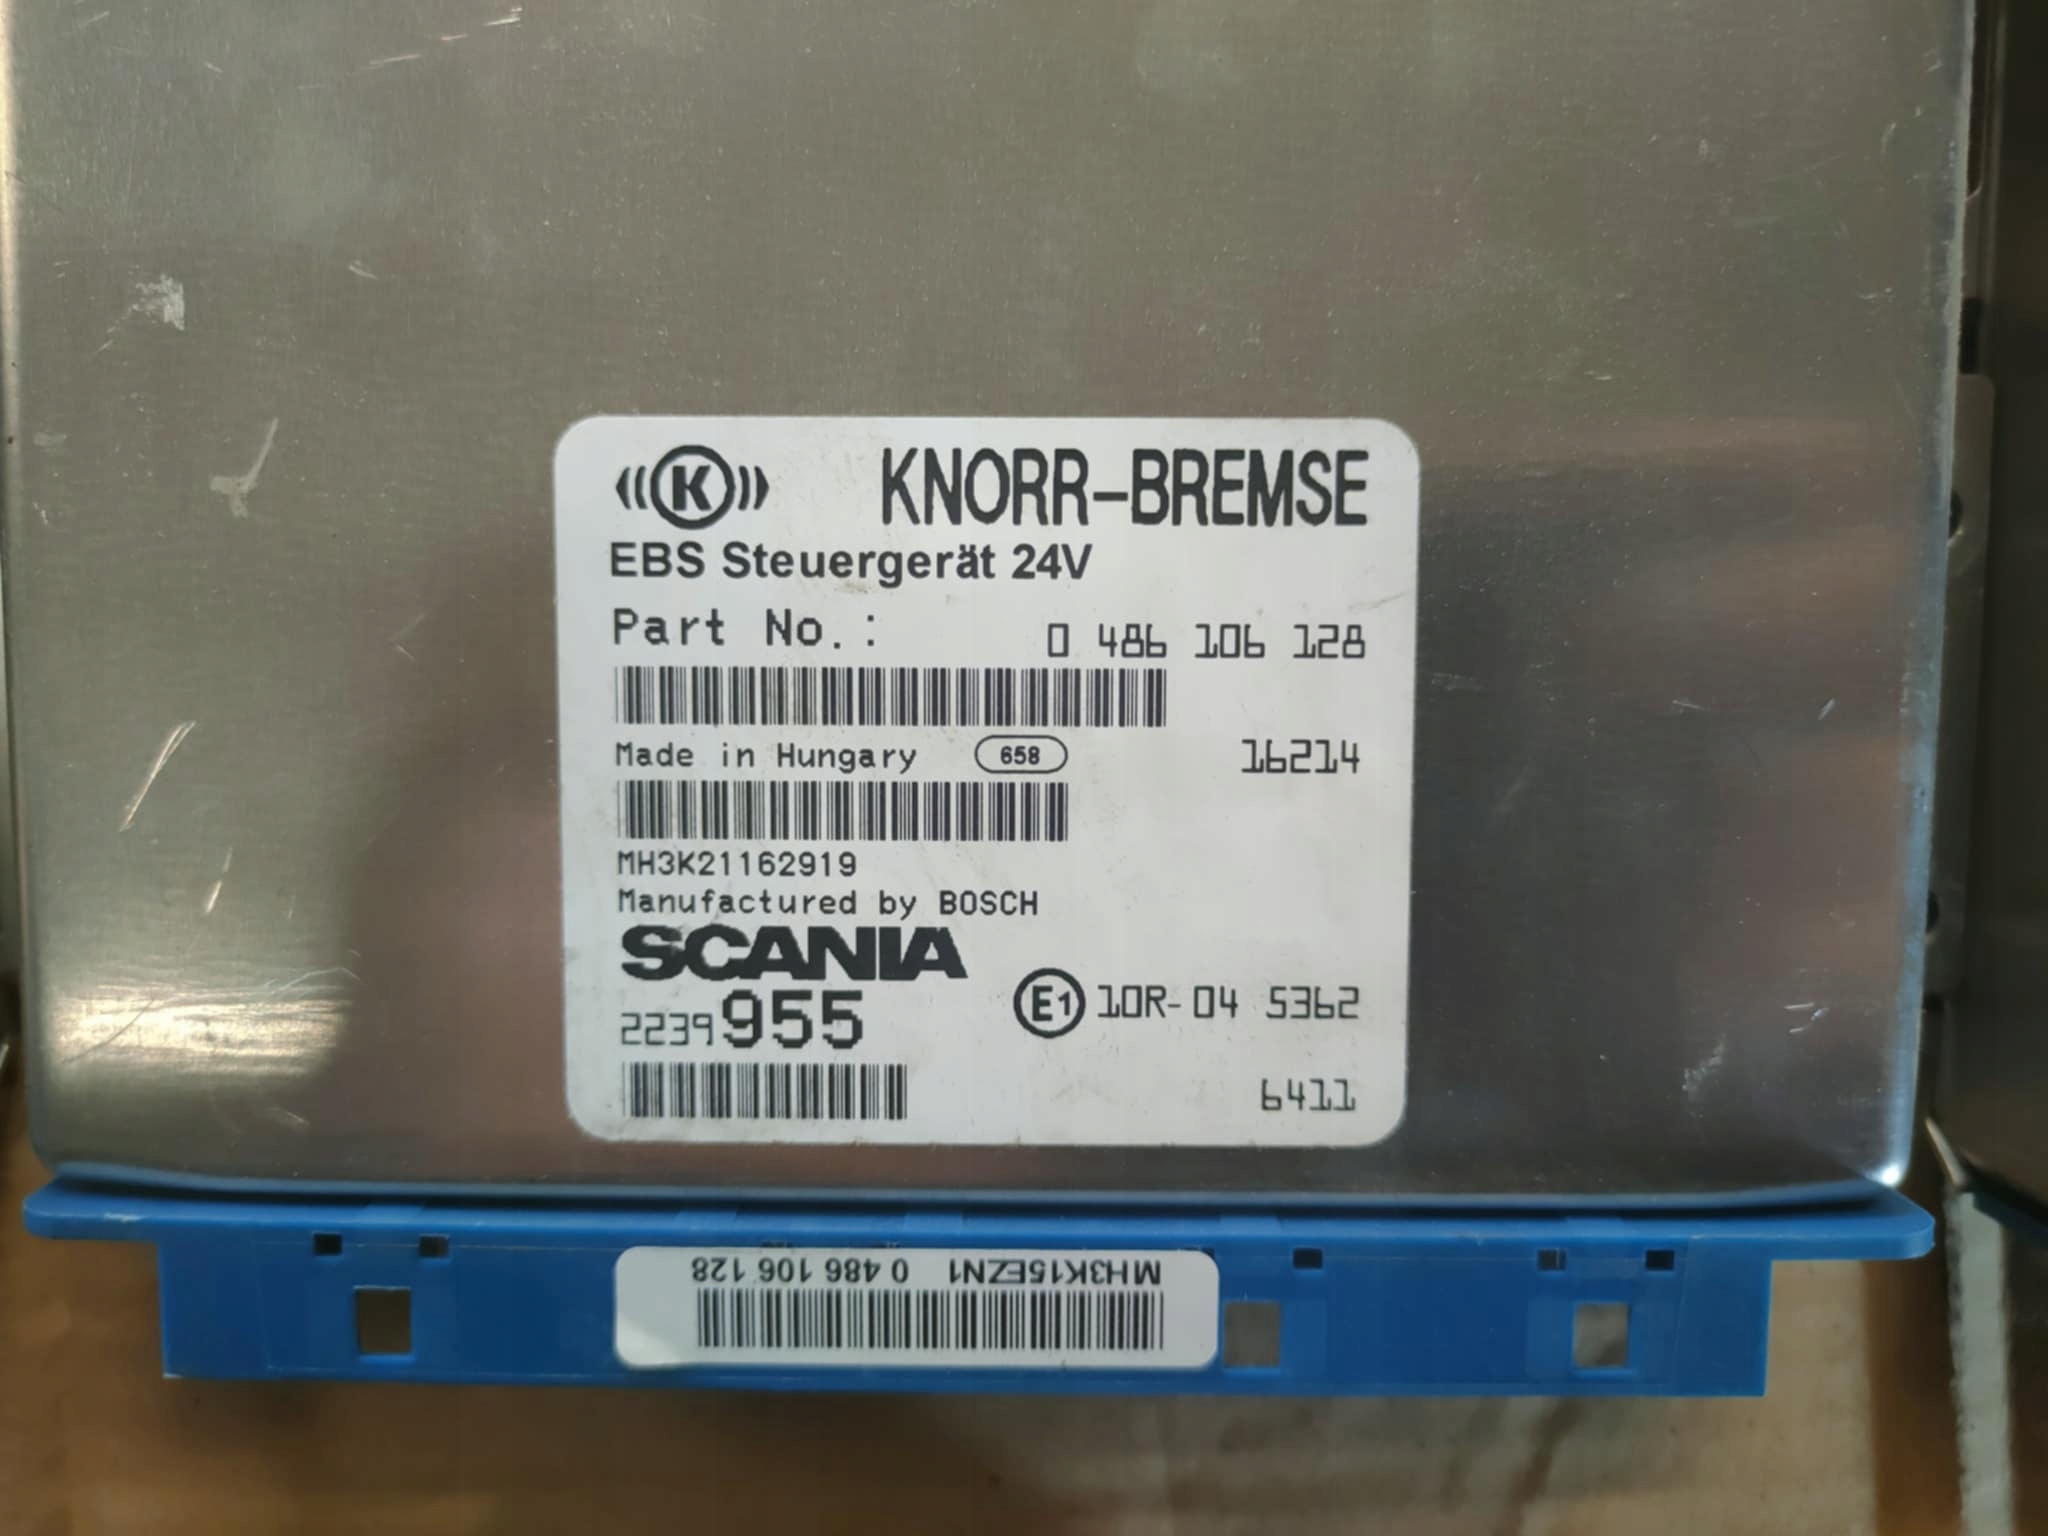 K KNORR-BREMSE
EBS Steuergerät 24V
Part No.: 0 486 106 128
Made in Hungary 658 16214
MH3K21162919
Manufactured by BOSCH
SCANIA
2239955 E1 10R-04 5362
6411
MH3K15EZN1 0 486 106 128